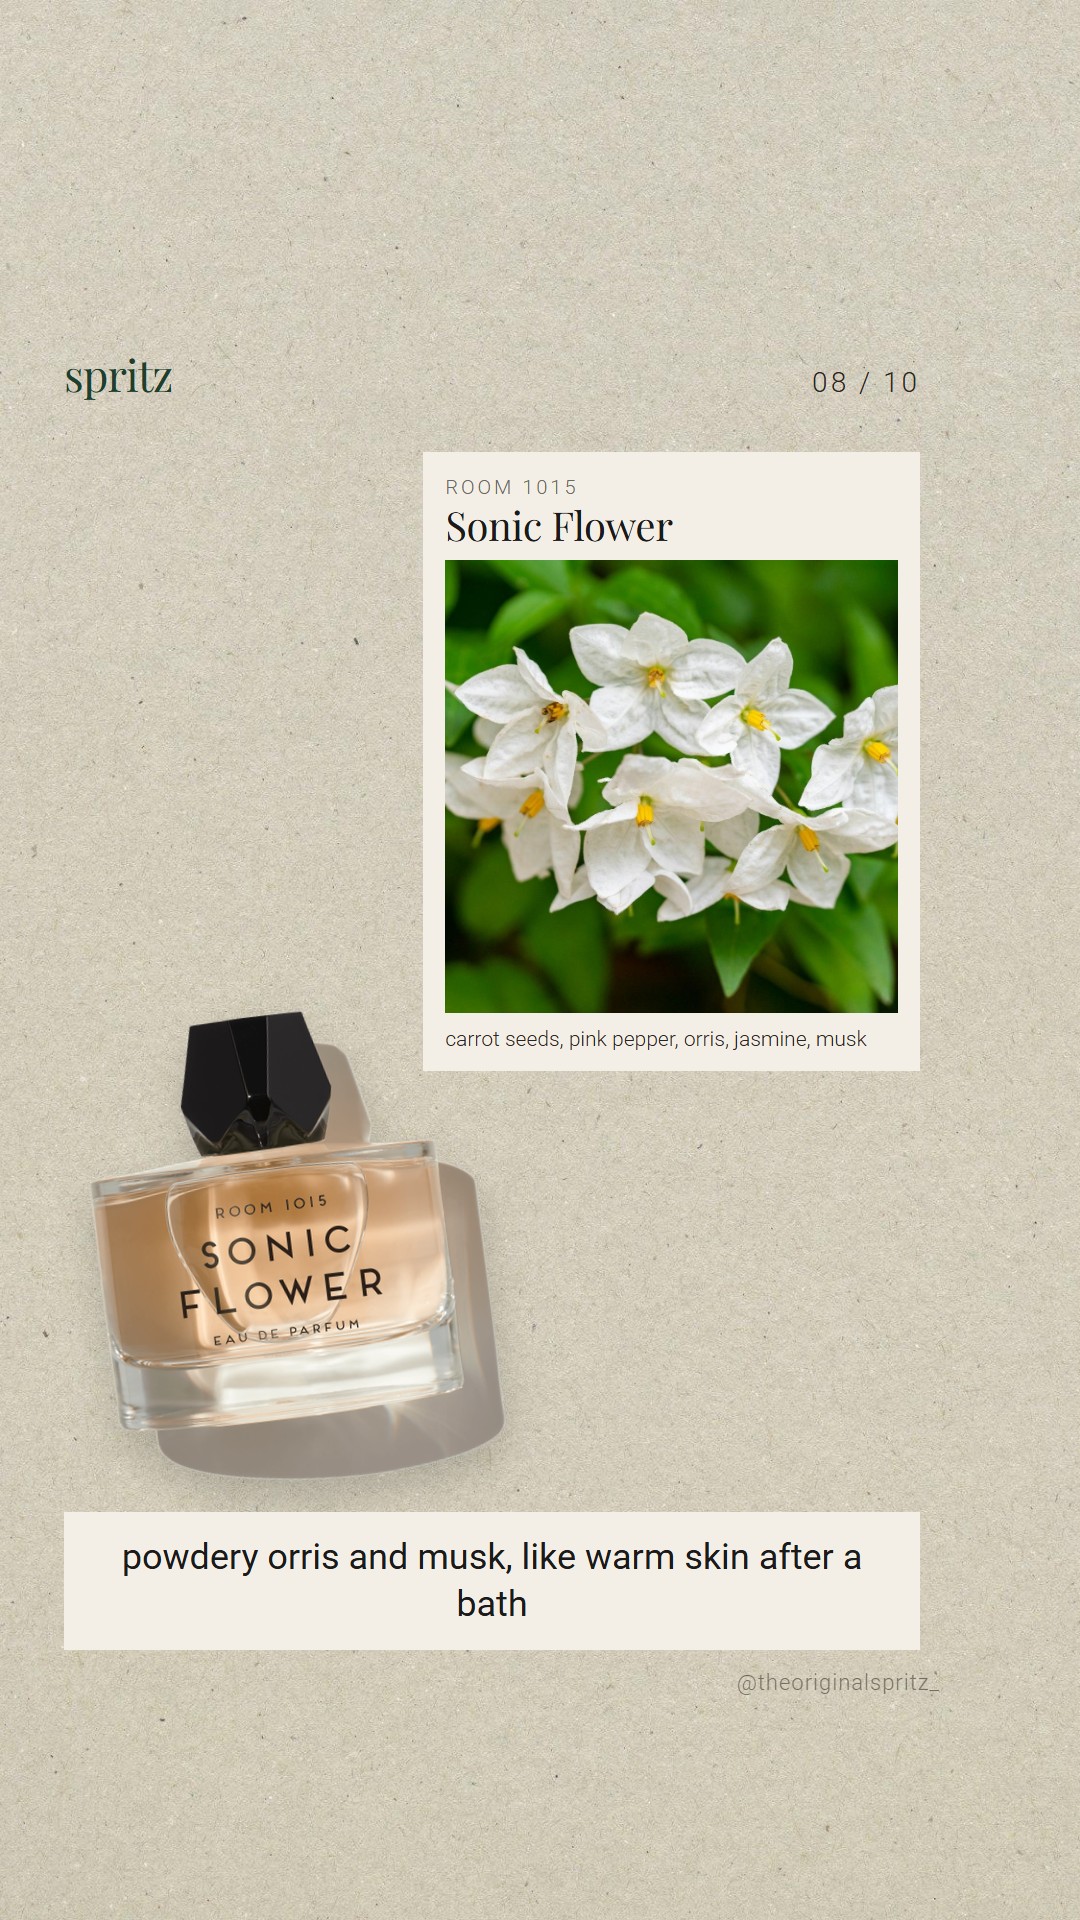 spritz
08 / 10
ROOM 1015
Sonic Flower
carrot seeds, pink pepper, orris, jasmine, musk
ROOM 1015
SONIC
FLOWER
EAU DE PARFUM
powdery orris and musk, like warm skin after a
bath
@theoriginalspritz_